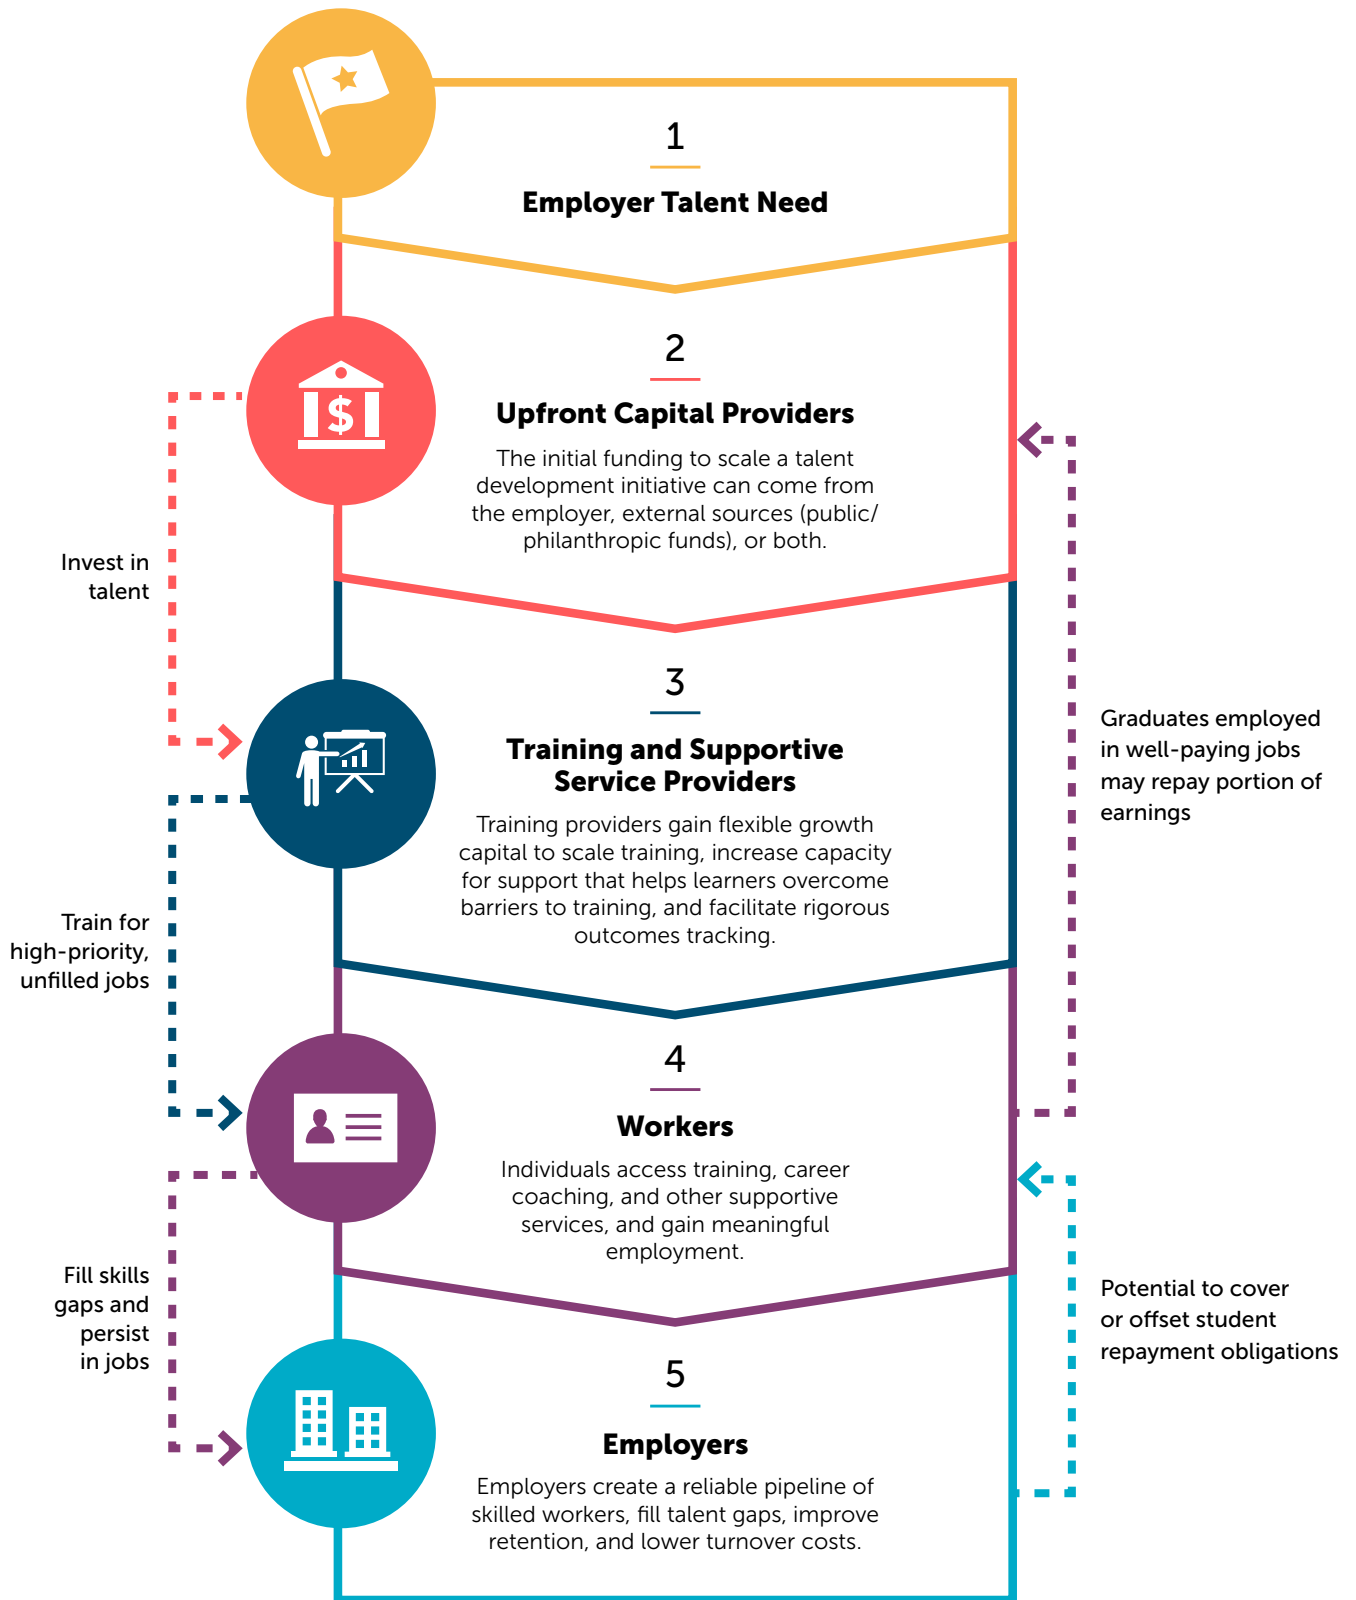 1
Employer Talent Need
2
Upfront Capital Providers
The initial funding to scale a talent
development initiative can come from
the employer, external sources (public/
philanthropic funds), or both.
Invest in
talent
3
Training and Supportive
Service Providers
Training providers gain flexible growth
capital to scale training, increase capacity
for support that helps learners overcome
barriers to training, and facilitate rigorous
outcomes tracking.
Graduates employed
in well-paying jobs
may repay portion of
earnings
Train for
high-priority,
unfilled jobs
4
Workers
Individuals access training, career
coaching, and other supportive
services, and gain meaningful
employment.
Fill skills
gaps and
persist
in jobs
Potential to cover
or offset student
repayment obligations
5
Employers
Employers create a reliable pipeline of
skilled workers, fill talent gaps, improve
retention, and lower turnover costs.
$